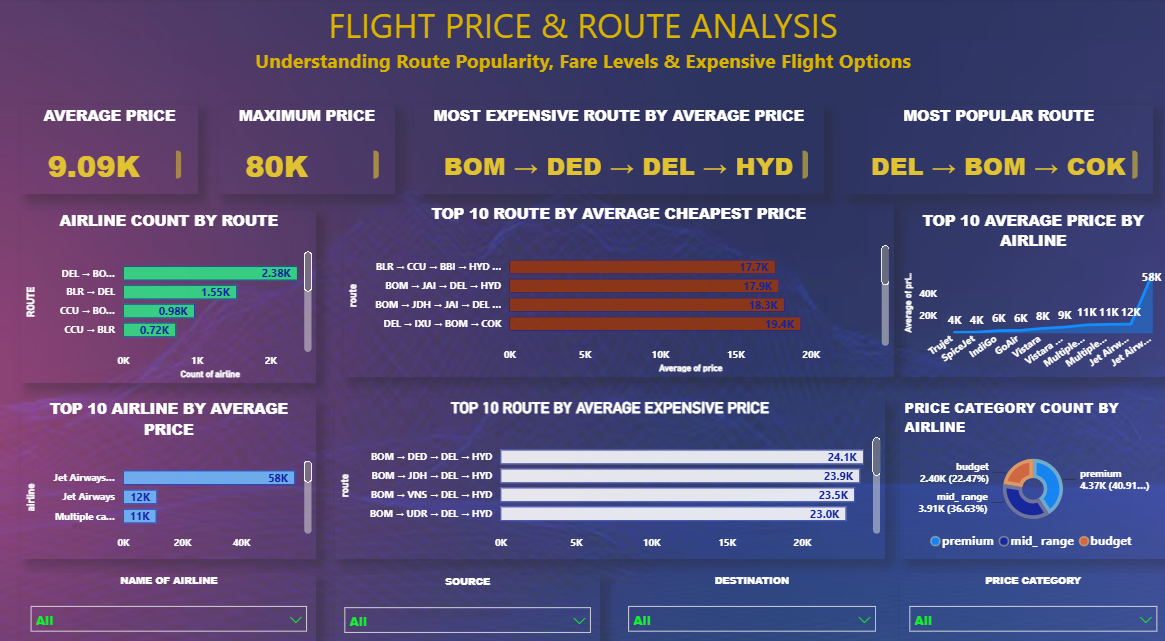 FLIGHT PRICE & ROUTE ANALYSIS
Understanding Route Popularity, Fare Levels & Expensive Flight Options
AVERAGE PRICE
9.09K
MAXIMUM PRICE
80K
MOST EXPENSIVE ROUTE BY AVERAGE PRICE
BOM → DED → DEL → HYD
MOST POPULAR ROUTE
DEL → BOM → COK
AIRLINE COUNT BY ROUTE
ROUTE
DEL → BO... 2.38K
BLR → DEL 1.55K
CCU → BO... 0.98K
CCU → BLR 0.72K
0K 1K 2K
Count of airline
TOP 10 ROUTE BY AVERAGE CHEAPEST PRICE
route
BLR → CCU → BBI → HYD ... 17.7K
BOM → JAI → DEL → HYD 17.9K
BOM → JDH → JAI → DEL ... 18.3K
DEL → IXU → BOM → COK 19.4K
0K 5K 10K 15K 20K
Average of price
TOP 10 AVERAGE PRICE BY
AIRLINE
Average of pri..
40K
20K
4K 4K 6K 6K 8K 9K 11K 11K 12K 58K
Trujet
SpiceJet
IndiGo
GoAir
Vistara
Vistara ...
Multiple...
Multiple...
Jet Airw...
Jet Airw...
TOP 10 AIRLINE BY AVERAGE
PRICE
airline
Jet Airways... 58K
Jet Airways 12K
Multiple ca... 11K
0K 20K 40K
TOP 10 ROUTE BY AVERAGE EXPENSIVE PRICE
route
BOM → DED → DEL → HYD 24.1K
BOM → JDH → DEL → HYD 23.9K
BOM → VNS → DEL → HYD 23.5K
BOM → UDR → DEL → HYD 23.0K
0K 5K 10K 15K 20K
PRICE CATEGORY COUNT BY
AIRLINE
budget
2.40K (22.47%)
mid_ range
3.91K (36.63%)
premium
4.37K (40.91...)
premium mid_ range budget
NAME OF AIRLINE
All
SOURCE
All
DESTINATION
All
PRICE CATEGORY
All